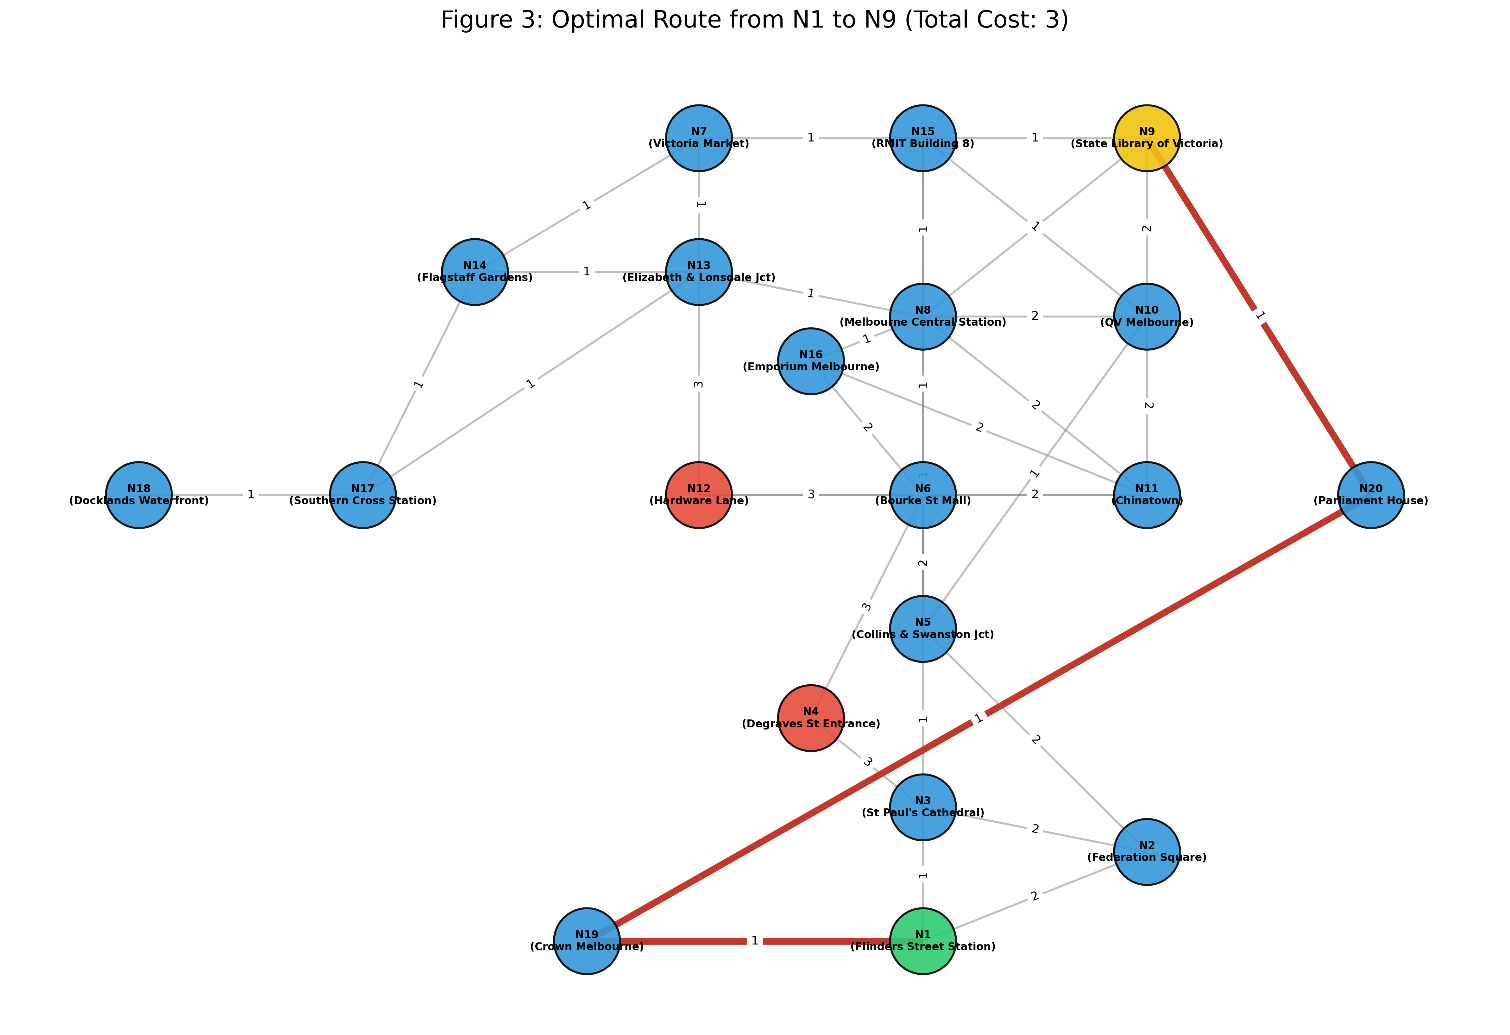 Figure 3: Optimal Route from N1 to N9 (Total Cost: 3)
N7
(Victoria Market)
1
N15
(RMIT Building 8)
1
N9
(State Library of Victoria)
1
1
1
1
2
N14
(Flagstaff Gardens)
1
N13
(Elizabeth & Lonsdale Jct)
1
N8
(Melbourne Central Station)
2
N10
(QV Melbourne)
1
1
N16
(Emporium Melbourne)
1
1
3
1
2
2
2
2
1
1
N18
(Docklands Waterfront)
1
N17
(Southern Cross Station)
N12
(Hardware Lane)
3
N6
(Bourke St Mall)
2
N11
(Chinatown)
N20
(Parliament House)
2
3
N5
(Collins & Swanston Jct)
N4
(Degraves St Entrance)
1
1
2
3
N3
(St Paul's Cathedral)
2
N2
(Federation Square)
1
2
N19
(Crown Melbourne)
1
N1
(Flinders Street Station)